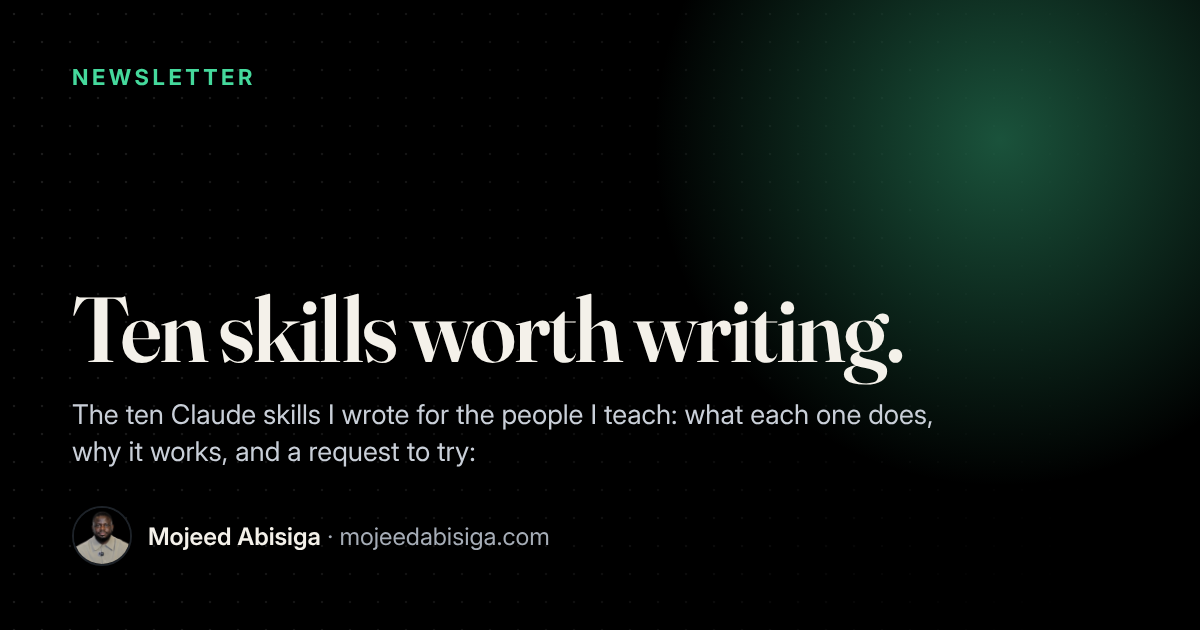 NEWSLETTER
Ten skills worth writing.
The ten Claude skills I wrote for the people I teach: what each one does,
why it works, and a request to try:
Mojeed Abisiga · mojeedabisiga.com